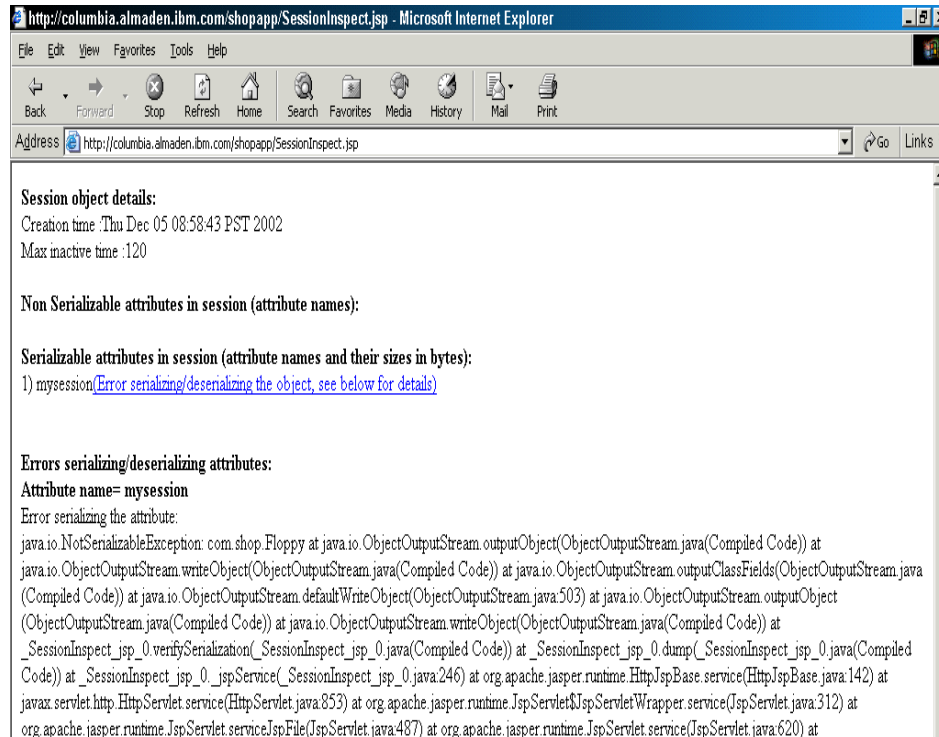 http://columbia.almaden.ibm.com/shopapp/SessionInspect.jsp - Microsoft Internet Explorer
File Edit View Favorites Tools Help
Back Forward Stop Refresh Home Search Favorites Media History Mail Print
Address http://columbia.almaden.ibm.com/shopapp/SessionInspect.jsp Go Links
Session object details:
Creation time :Thu Dec 05 08:58:43 PST 2002
Max inactive time :120
Non Serializable attributes in session (attribute names):
Serializable attributes in session (attribute names and their sizes in bytes):
1) mysession(Error serializing/deserializing the object, see below for details)
Errors serializing/deserializing attributes:
Attribute name= mysession
Error serializing the attribute:
java.io.NotSerializableException: com.shop.Floppy at java.io.ObjectOutputStream.outputObject(ObjectOutputStream.java(Compiled Code)) at
java.io.ObjectOutputStream.writeObject(ObjectOutputStream.java(Compiled Code)) at java.io.ObjectOutputStream.outputClassFields(ObjectOutputStream.java
(Compiled Code)) at java.io.ObjectOutputStream.defaultWriteObject(ObjectOutputStream.java:503) at java.io.ObjectOutputStream.outputObject
(ObjectOutputStream.java(Compiled Code)) at java.io.ObjectOutputStream.writeObject(ObjectOutputStream.java(Compiled Code)) at
_SessionInspect_jsp_0.verifySerialization(_SessionInspect_jsp_0.java(Compiled Code)) at _SessionInspect_jsp_0.dump(_SessionInspect_jsp_0.java(Compiled
Code)) at _SessionInspect_jsp_0._jspService(_SessionInspect_jsp_0.java:246) at org.apache.jasper.runtime.HttpJspBase.service(HttpJspBase.java:142) at
javax.servlet.http.HttpServlet.service(HttpServlet.java:853) at org.apache.jasper.runtime.JspServlet$JspServletWrapper.service(JspServlet.java:312) at
org.apache.jasper.runtime.JspServlet.serviceJspFile(JspServlet.java:487) at org.apache.jasper.runtime.JspServlet.service(JspServlet.java:620) at